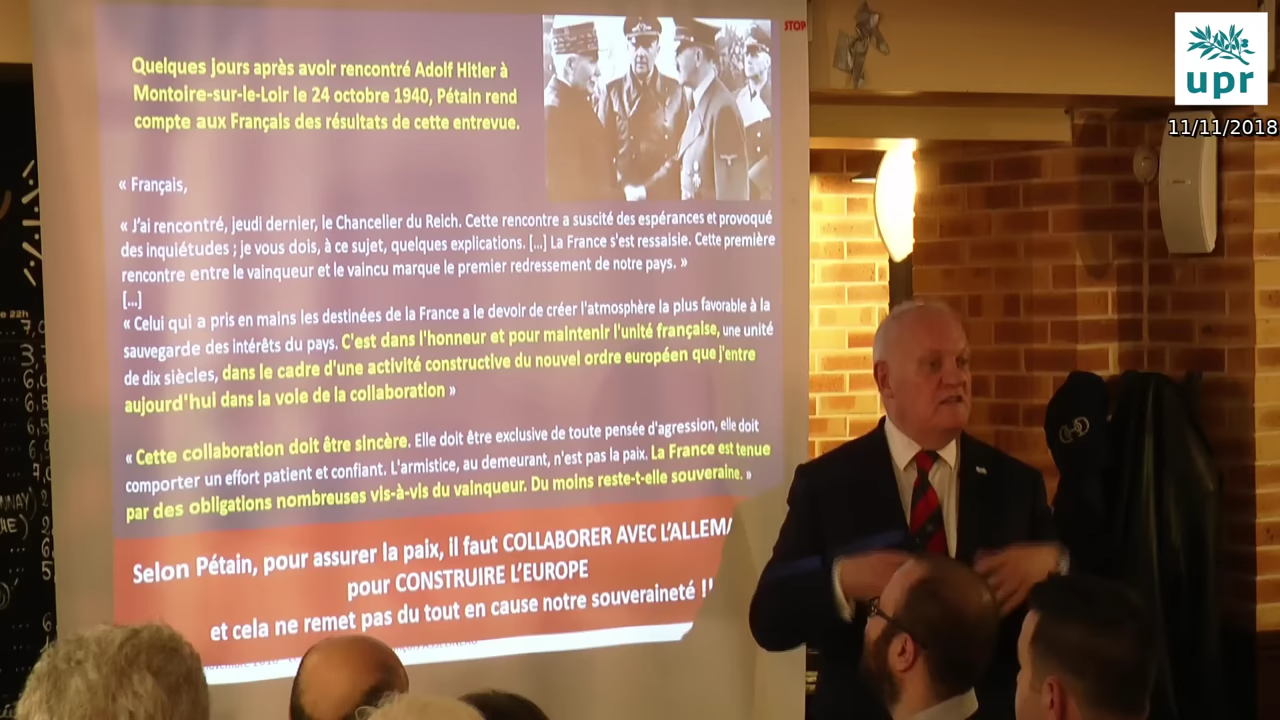 STOP
upr
11/11/2018
Quelques jours après avoir rencontré Adolf Hitler à
Montoire-sur-le-Loir le 24 octobre 1940, Pétain rend
compte aux Français des résultats de cette entrevue.
« Français,
« J'ai rencontré, jeudi dernier, le Chancelier du Reich. Cette rencontre a suscité des espérances et provoqué
des inquiétudes ; je vous dois, à ce sujet, quelques explications. [...] La France s'est ressaisie. Cette première
rencontre entre le vainqueur et le vaincu marque le premier redressement de notre pays. »
[...]
« Celui qui a pris en mains les destinées de la France a le devoir de créer l'atmosphère la plus favorable à la
sauvegarde des intérêts du pays. C'est dans l'honneur et pour maintenir l'unité française, une unité
de dix siècles, dans le cadre d'une activité constructive du nouvel ordre européen que j'entre
aujourd'hui dans la voie de la collaboration »
« Cette collaboration doit être sincère. Elle doit être exclusive de toute pensée d'agression, elle doit
comporter un effort patient et confiant. L'armistice, au demeurant, n'est pas la paix. La France est tenue
par des obligations nombreuses vis-à-vis du vainqueur. Du moins reste-t-elle souveraine. »
Selon Pétain, pour assurer la paix, il faut COLLABORER AVEC L'ALLEMA
pour CONSTRUIRE L'EUROPE
et cela ne remet pas du tout en cause notre souveraineté !!
e 22h